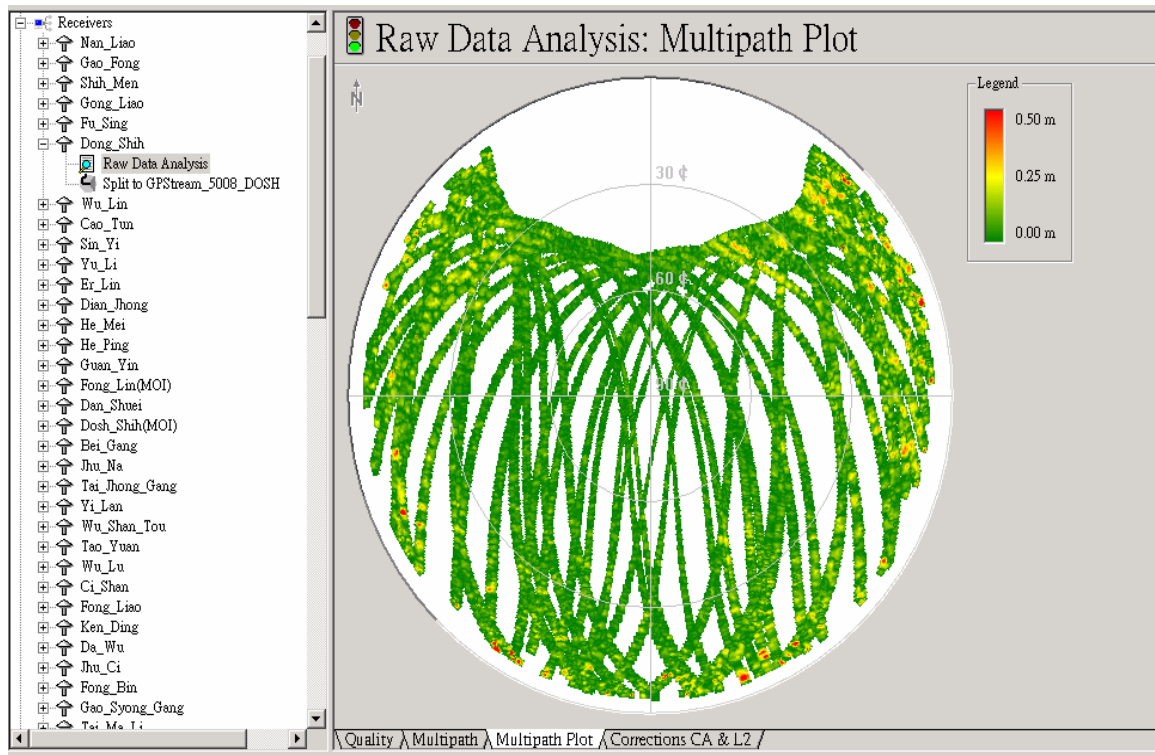 Receivers
Nan_Liao
Gao_Fong
Shih_Men
Gong_Liao
Fu_Sing
Dong_Shih
Raw Data Analysis
Split to GPStream_5008_DOSH
Wu_Lin
Cao_Tun
Sin_Yi
Yu_Li
Er_Lin
Dian_Jhong
He_Mei
He_Ping
Guan_Yin
Fong_Lin(MOI)
Dan_Shuei
Dosh_Shih(MOI)
Bei_Gang
Jhu_Na
Tai_Jhong_Gang
Yi_Lan
Wu_Shan_Tou
Tao_Yuan
Wu_Lu
Ci_Shan
Fong_Liao
Ken_Ding
Da_Wu
Jhu_Ci
Fong_Bin
Gao_Syong_Gang
Tai_Ma_Li
Raw Data Analysis: Multipath Plot
N
30 ¢
60 ¢
90 ¢
Legend
0.50 m
0.25 m
0.00 m
Quality
Multipath
Multipath Plot
Corrections CA & L2